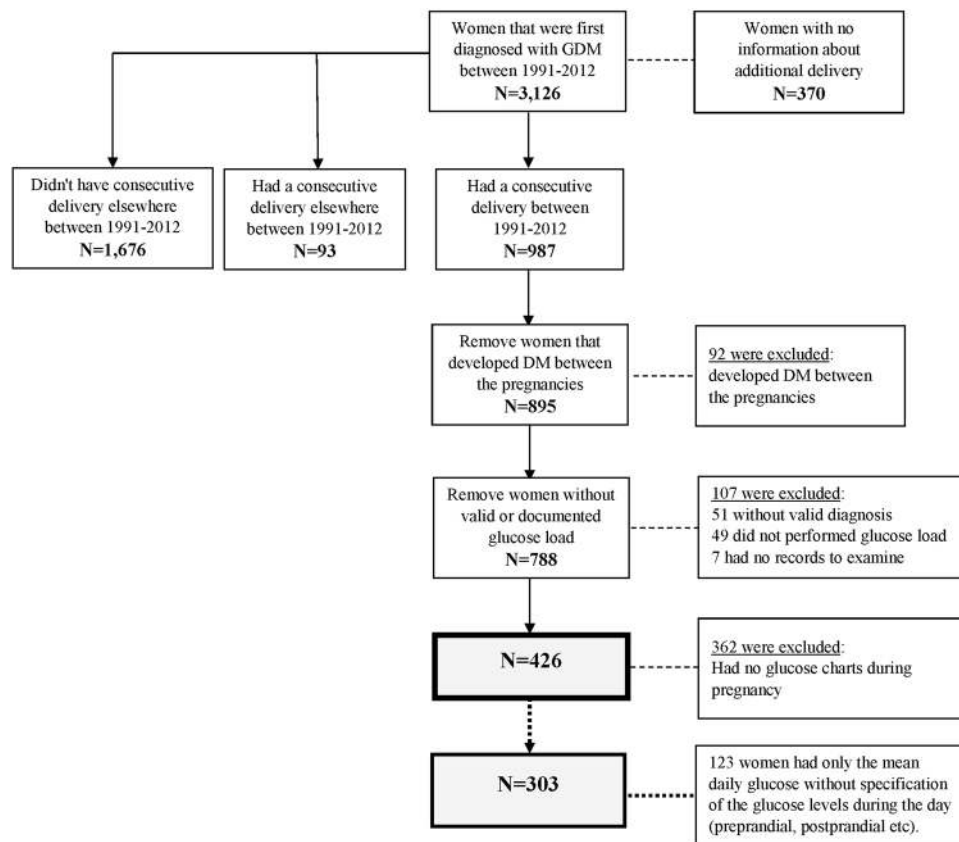 Women that were first
diagnosed with GDM
between 1991-2012
N=3,126
Women with no
information about
additional delivery
N=370
Didn't have consecutive
delivery elsewhere
between 1991-2012
N=1,676
Had a consecutive
delivery elsewhere
between 1991-2012
N=93
Had a consecutive
delivery between
1991-2012
N=987
Remove women that
developed DM between
the pregnancies
N=895
92 were excluded:
developed DM between
the pregnancies
Remove women without
valid or documented
glucose load
N=788
107 were excluded:
51 without valid diagnosis
49 did not performed glucose load
7 had no records to examine
N=426
362 were excluded:
Had no glucose charts during
pregnancy
N=303
123 women had only the mean
daily glucose without specification
of the glucose levels during the day
(preprandial, postprandial etc).